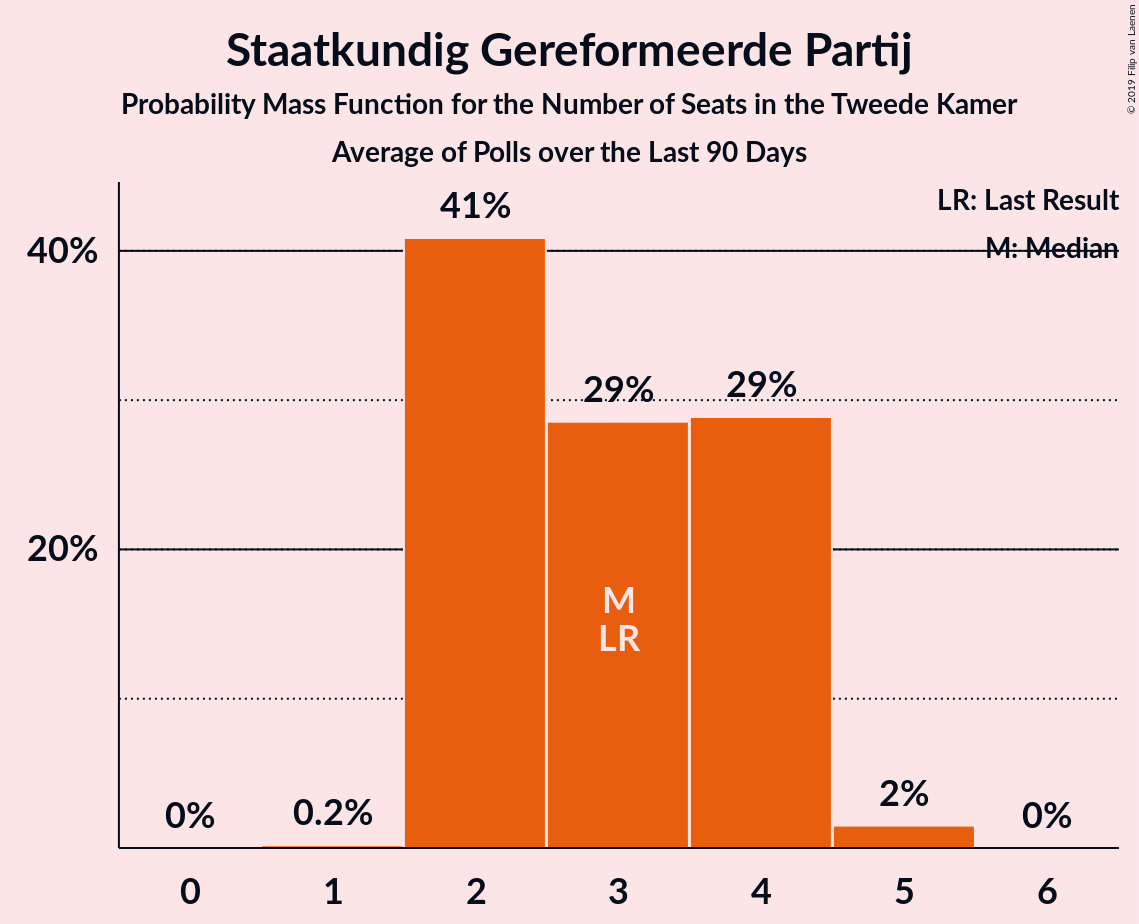 Staatkundig Gereformeerde Partij
Probability Mass Function for the Number of Seats in the Tweede Kamer
Average of Polls over the Last 90 Days
© 2019 Filip van Laenen
LR: Last Result
M: Median
40%
20%
0%
0.2%
41%
29%
29%
2%
0%
M
LR
0
1
2
3
4
5
6